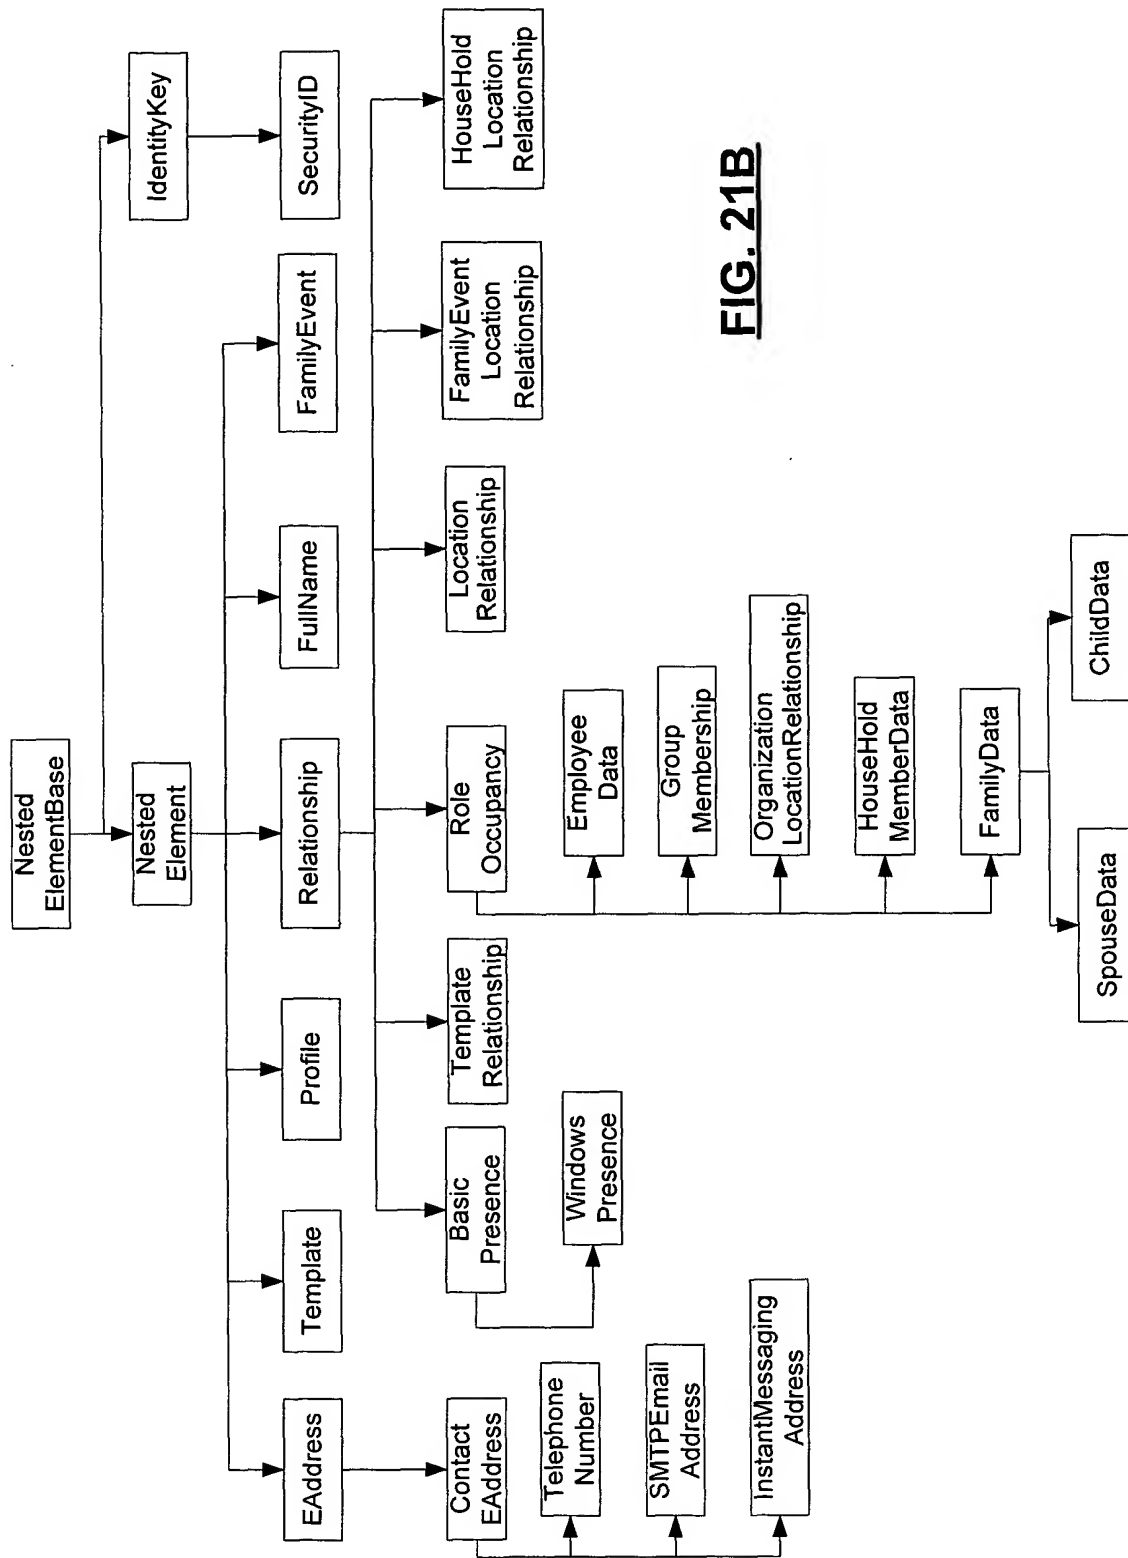 Nested
ElementBase
Nested
Element
IdentityKey
EAddress
Template
Profile
Relationship
FullName
FamilyEvent
SecurityID
Contact
EAddress
Basic
Presence
Template
Relationship
Role
Occupancy
Location
Relationship
FamilyEvent
Location
Relationship
HouseHold
Location
Relationship
Telephone
Number
SMTPEmail
Address
InstantMessaging
Address
Windows
Presence
Employee
Data
Group
Membership
Organization
LocationRelationship
HouseHold
MemberData
FamilyData
SpouseData
ChildData
FIG. 21B